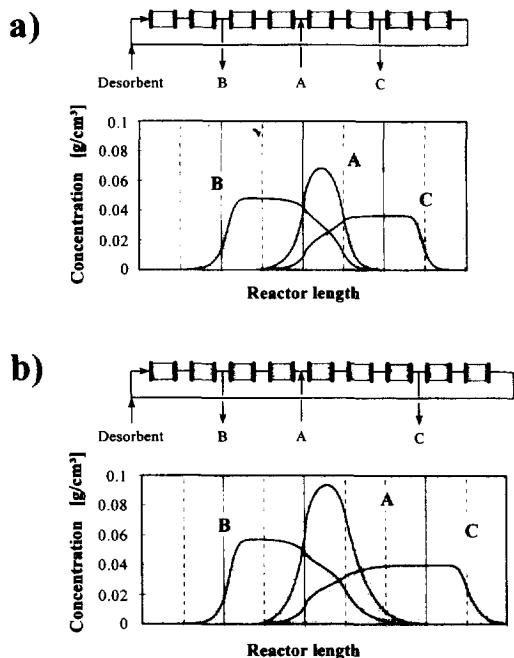 a)
Desorbent B A C
Concentration [g/cm³]
0.1
0.08
0.06
0.04
0.02
0
B
A
C
Reactor length
b)
Desorbent B A C
Concentration [g/cm³]
0.1
0.08
0.06
0.04
0.02
0
B
A
C
Reactor length